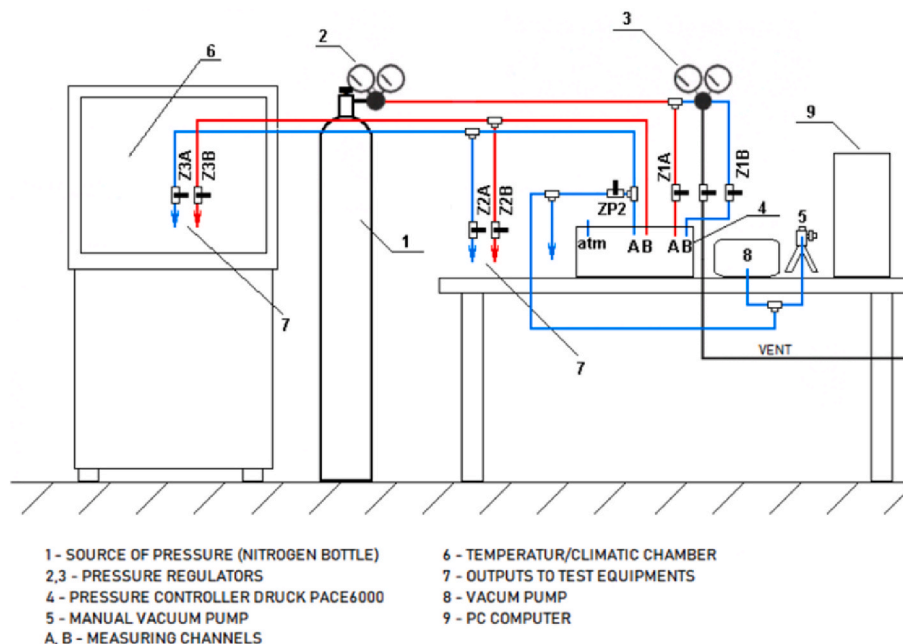 2
3
6
9
Z3A
Z3B
Z2A
Z2B
Z1A
Z1B
ZP2
4
5
1
atm
A B
A B
8
7
7
VENT
1 - SOURCE OF PRESSURE (NITROGEN BOTTLE)
2,3 - PRESSURE REGULATORS
4 - PRESSURE CONTROLLER DRUCK PACE6000
5 - MANUAL VACUUM PUMP
A, B - MEASURING CHANNELS
6 - TEMPERATUR/CLIMATIC CHAMBER
7 - OUTPUTS TO TEST EQUIPMENTS
8 - VACUM PUMP
9 - PC COMPUTER